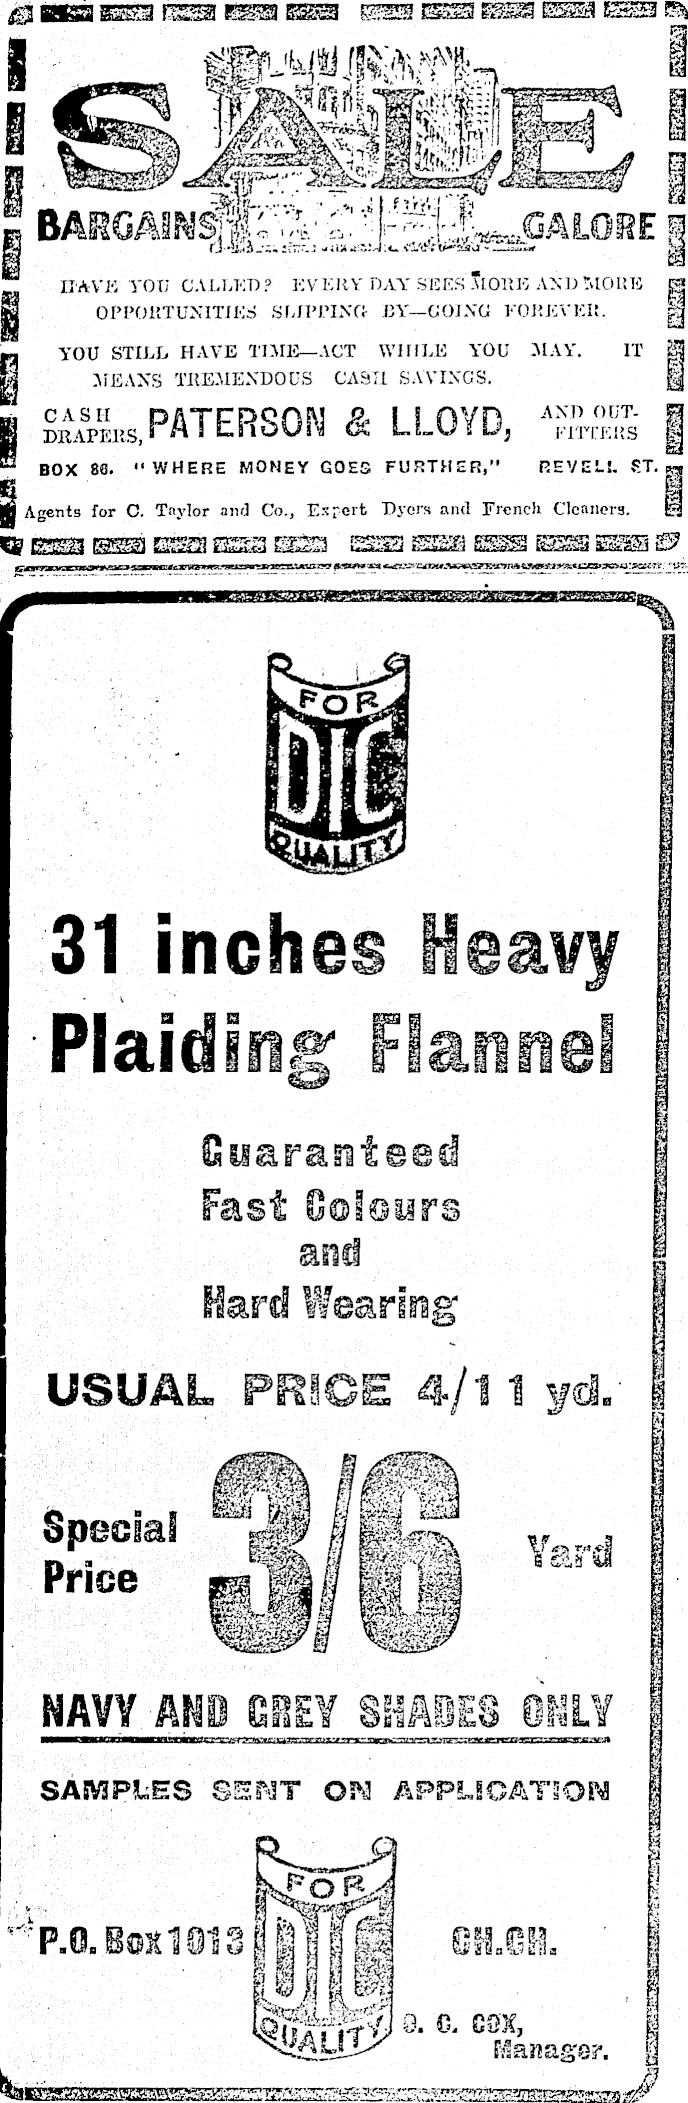 SALE
BARGAINS GALORE
HAVE YOU CALLED? EVERY DAY SEES MORE AND MORE
OPPORTUNITIES SLIPPING BY—GOING FOREVER.
YOU STILL HAVE TIME—ACT WHILE YOU MAY. IT
MEANS TREMENDOUS CASH SAVINGS.
CASH
DRAPERS,
PATERSON & LLOYD,
AND OUT-
FITTERS
BOX 86. "WHERE MONEY GOES FURTHER," REVELL ST.
Agents for C. Taylor and Co., Expert Dyers and French Cleaners.
FOR
DIC
QUALITY
31 inches Heavy
Plaiding Flannel
Guaranteed
Fast Colours
and
Hard Wearing
USUAL PRICE 4/11 yd.
Special
Price
3/6
Yard
NAVY AND GREY SHADES ONLY
SAMPLES SENT ON APPLICATION
FOR
DIC
QUALITY
P.O. Box 1013
CH.CH.
COX,
Manager.